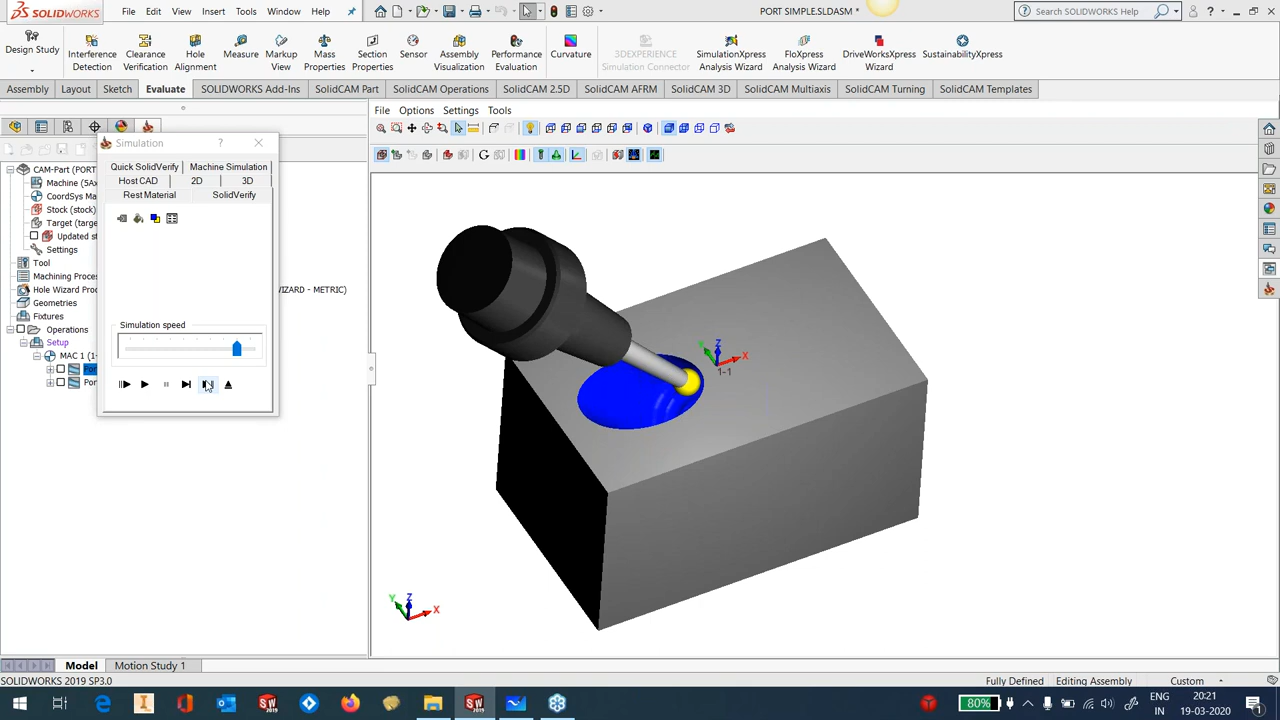 SOLIDWORKS File Edit View Insert Tools Window Help PORT SIMPLE.SLDASM * Search SOLIDWORKS Help
Design Study Interference Detection Clearance Verification Hole Alignment Measure Markup View Mass Properties Section Properties Sensor Assembly Visualization Performance Evaluation Curvature 3DEXPERIENCE Simulation Connector SimulationXpress Analysis Wizard FloXpress Analysis Wizard DriveWorksXpress Wizard SustainabilityXpress
Assembly Layout Sketch Evaluate SOLIDWORKS Add-Ins SolidCAM Part SolidCAM Operations SolidCAM 2.5D SolidCAM AFRM SolidCAM 3D SolidCAM Multiaxis SolidCAM Turning SolidCAM Templates
File Options Settings Tools
Simulation ?
Quick SolidVerify Machine Simulation
Host CAD 2D 3D
Rest Material SolidVerify
Simulation speed
CAM-Part (PORT
Machine (5Ax
CoordSys Ma
Stock (stock)
Target (targe
Updated st
Settings
Tool
Machining Proce
Hole Wizard Proc WIZARD - METRIC)
Geometries
Fixtures
Operations
Setup
MAC 1 (1-
Por
Por
Z
Y X
1-1
Z
Y X
Model Motion Study 1
SOLIDWORKS 2019 SP3.0 Fully Defined Editing Assembly Custom
80% ENG IN 20:21 19-03-2020